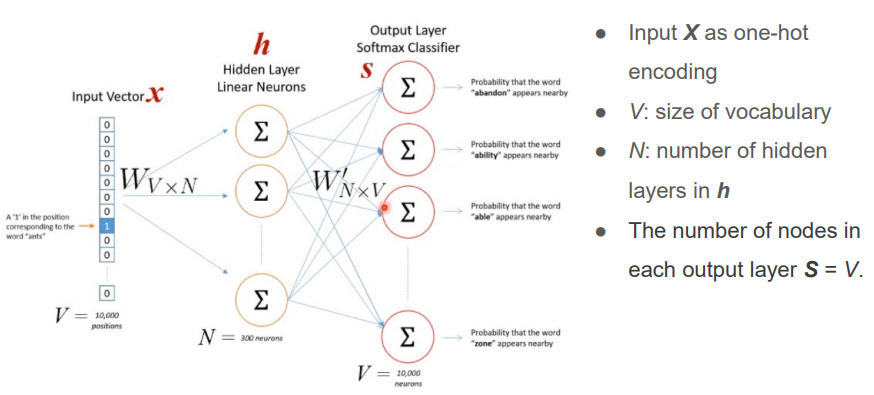 Input Vector X
0
0
0
0
0
0
0
1
0
0
0
A '1' in the position
corresponding to the
word "ants"
V = 10,000
positions
W V×N
h
Hidden Layer
Linear Neurons
Σ
Σ
Σ
N = 300 neurons
W' N×V
Output Layer
Softmax Classifier
S
Σ
Σ
Σ
Σ
V = 10,000
neurons
Probability that the word
"abandon" appears nearby
Probability that the word
"ability" appears nearby
Probability that the word
"able" appears nearby
Probability that the word
"zone" appears nearby
● Input X as one-hot
encoding
● V: size of vocabulary
● N: number of hidden
layers in h
● The number of nodes in
each output layer S = V.